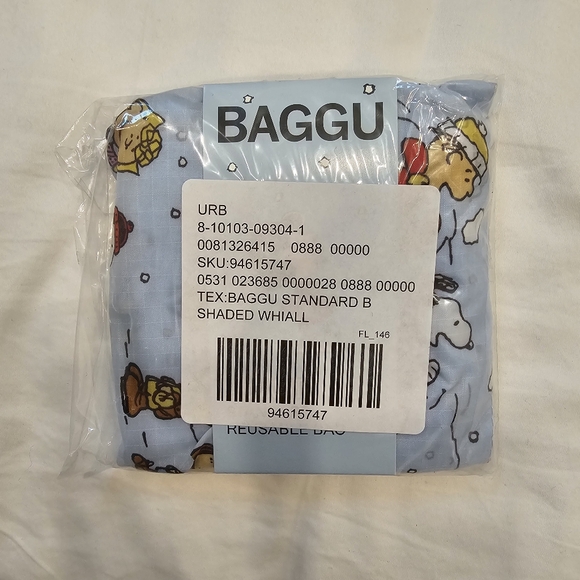 BAGGU
URB
8-10103-09304-1
0081326415 0888 00000
SKU:94615747
0531 023685 0000028 0888 00000
TEX:BAGGU STANDARD B
SHADED WHIALL
FL_146
94615747
REUSABLE BAG